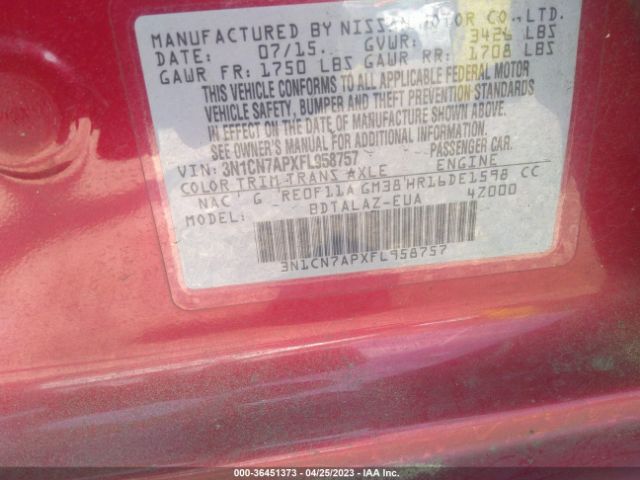 MANUFACTURED BY NISSAN MOTOR CO., LTD.
DATE: 07/15. GVWR: 3426 LBS
GAWR FR: 1750 LBS GAWR RR: 1708 LBS
THIS VEHICLE CONFORMS TO ALL APPLICABLE FEDERAL MOTOR
VEHICLE SAFETY, BUMPER AND THEFT PREVENTION STANDARDS
IN EFFECT ON THE DATE OF MANUFACTURE SHOWN ABOVE.
SEE OWNER'S MANUAL FOR ADDITIONAL INFORMATION.
VIN: 3N1CN7APXFL958757 PASSENGER CAR.
COLOR TRIM TRANS AXLE ENGINE
NAC G RE0F11A GM38 HR16DE1598 CC
MODEL: BDTALAZ-EUA 47000
3N1CN7APXFL958757
000-36451373 - 04/25/2023 - IAA Inc.